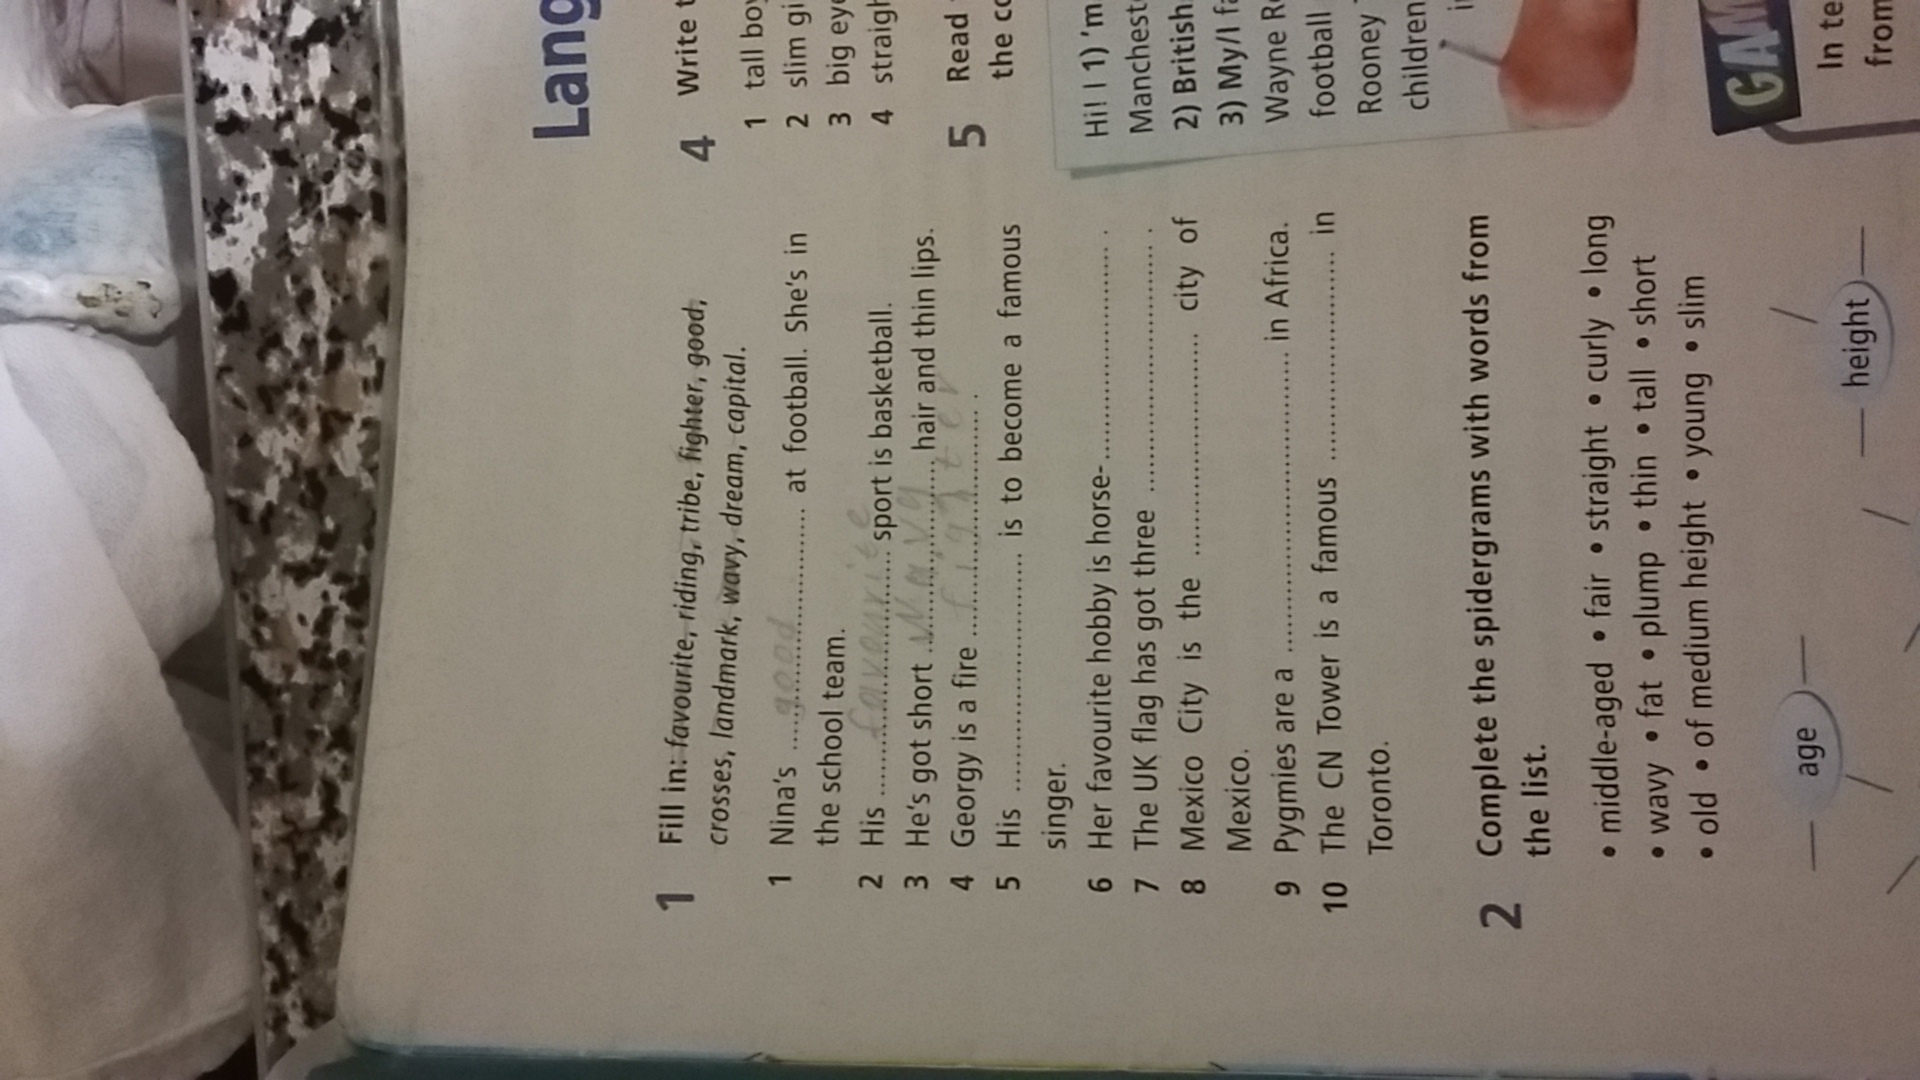 Lang
1 Fill in: favourite, riding, tribe, fighter, good,
crosses, landmark, wavy, dream, capital.
1 Nina's ....good.... at football. She's in
the school team.
2 His ....favourite.... sport is basketball.
3 He's got short ....wavy.... hair and thin lips.
4 Georgy is a fire ....fighter.... .
5 His .................... is to become a famous
singer.
6 Her favourite hobby is horse-.................... .
7 The UK flag has got three .................... .
8 Mexico City is the .................... city of
Mexico.
9 Pygmies are a .................... in Africa.
10 The CN Tower is a famous .................... in
Toronto.
2 Complete the spidergrams with words from
the list.
• middle-aged • fair • straight • curly • long
• wavy • fat • plump • thin • tall • short
• old • of medium height • young • slim
age
height
4 Write t
1 tall boy
2 slim gi
3 big eye
4 straigh
5 Read
the co
Hi! I 1) 'm
Manchest
2) British
3) My/I fa
Wayne R
football
Rooney
children
i
GAM
In te
from